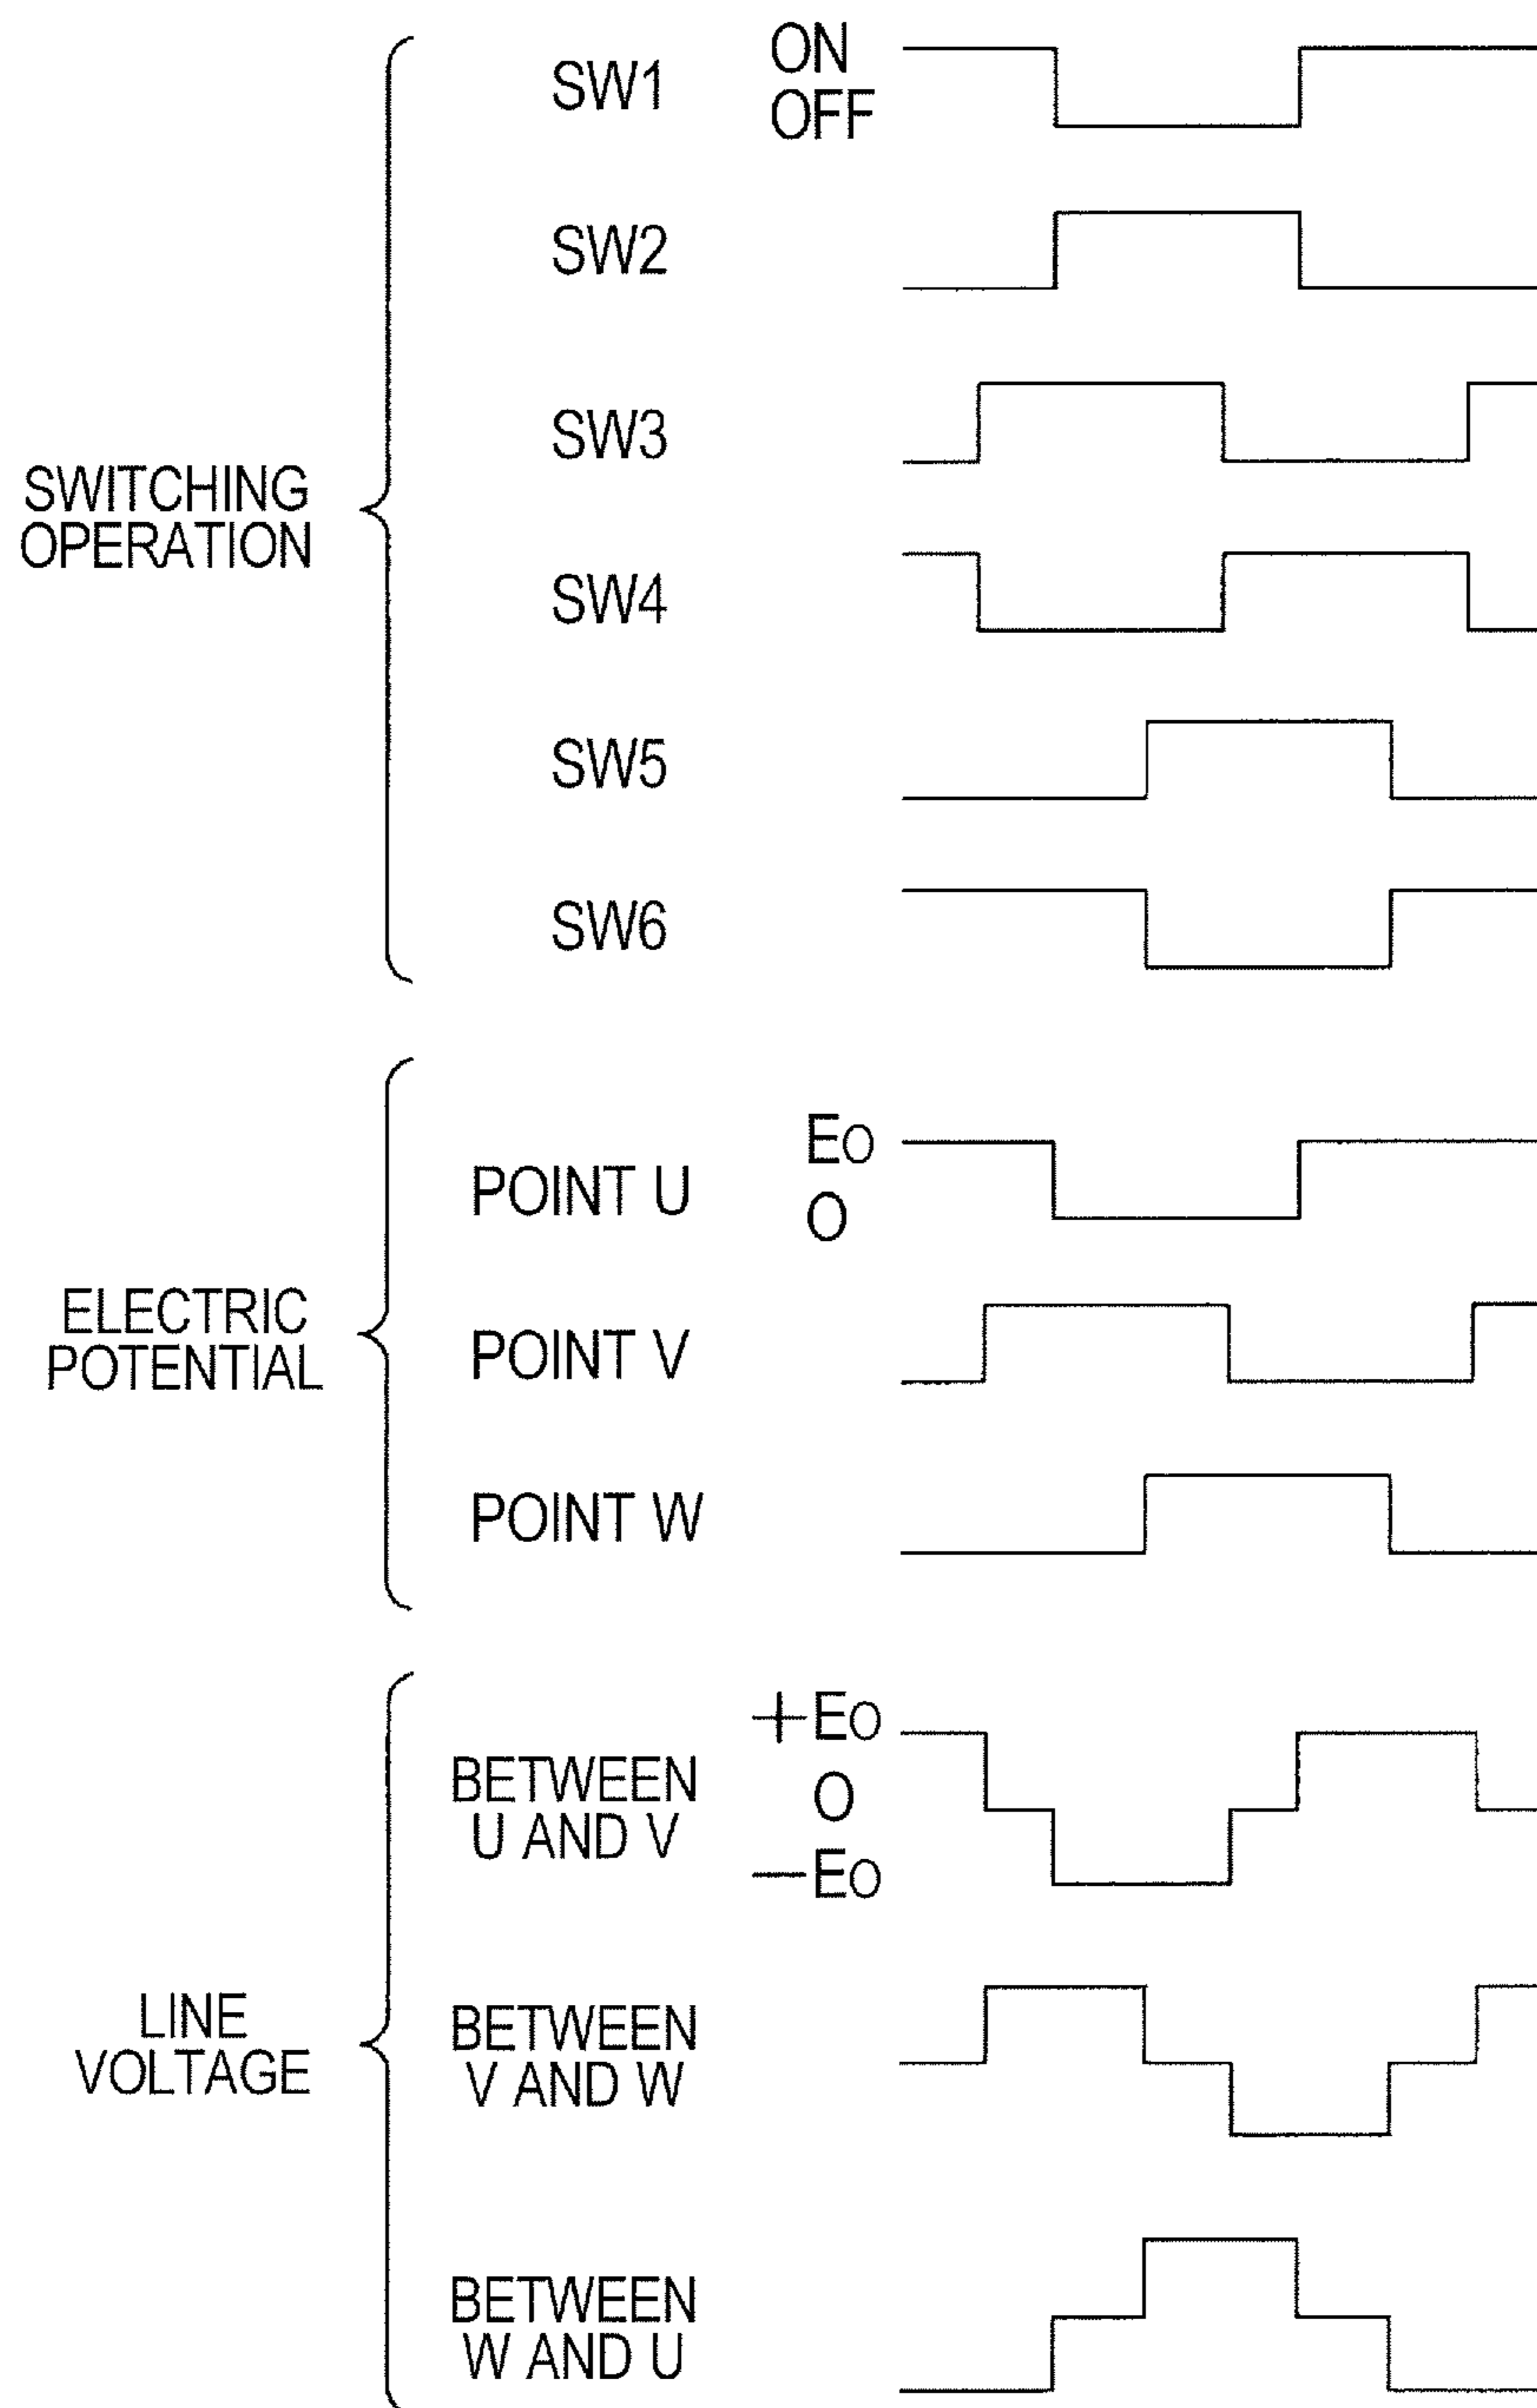 SW1
ON
OFF
SW2
SW3
SWITCHING
OPERATION
SW4
SW5
SW6
EO
O
POINT U
ELECTRIC
POTENTIAL
POINT V
POINT W
+EO
O
-EO
BETWEEN
U AND V
LINE
VOLTAGE
BETWEEN
V AND W
BETWEEN
W AND U